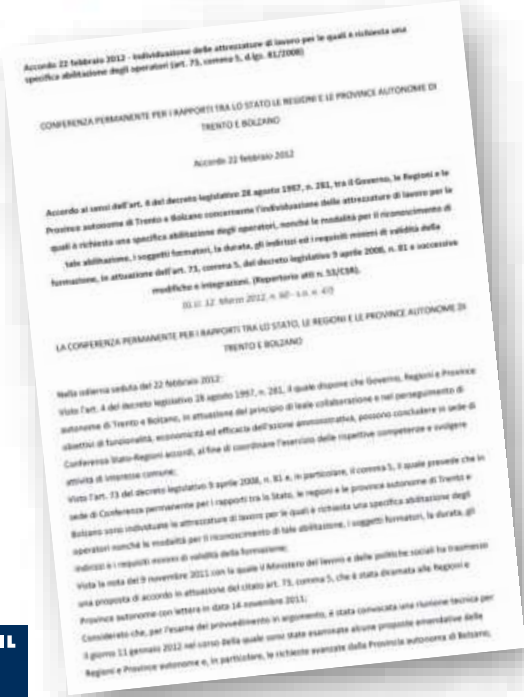 Accordo 22 febbraio 2012 - Individuazione delle attrezzature di lavoro per le quali è richiesta una
specifica abilitazione degli operatori (art. 73, comma 5, d.lgs. 81/2008)
CONFERENZA PERMANENTE PER I RAPPORTI TRA LO STATO LE REGIONI E LE PROVINCE AUTONOME DI
TRENTO E BOLZANO
Accordo 22 febbraio 2012
Accordo ai sensi dell'art. 4 del decreto legislativo 28 agosto 1997, n. 281, tra il Governo, le Regioni e le
Province autonome di Trento e Bolzano concernente l'individuazione delle attrezzature di lavoro per le
quali è richiesta una specifica abilitazione degli operatori, nonché le modalità per il riconoscimento di
tale abilitazione, i soggetti formatori, la durata, gli indirizzi ed i requisiti minimi di validità della
formazione, in attuazione dell'art. 73, comma 5, del decreto legislativo 9 aprile 2008, n. 81 e successive
modifiche e integrazioni. (Repertorio atti n. 53/CSR).
(G.U. 12 Marzo 2012, n. 60 - s.o. n. 47)
LA CONFERENZA PERMANENTE PER I RAPPORTI TRA LO STATO, LE REGIONI E LE PROVINCE AUTONOME DI
TRENTO E BOLZANO
Nella odierna seduta del 22 febbraio 2012:
Visto l'art. 4 del decreto legislativo 28 agosto 1997, n. 281, il quale dispone che Governo, Regioni e Province
autonome di Trento e Bolzano, in attuazione del principio di leale collaborazione e nel perseguimento di
obiettivi di funzionalità, economicità ed efficacia dell'azione amministrativa, possono concludere in sede di
Conferenza Stato-Regioni accordi, al fine di coordinare l'esercizio delle rispettive competenze e svolgere
attività di interesse comune;
Visto l'art. 73 del decreto legislativo 9 aprile 2008, n. 81 e, in particolare, il comma 5, il quale prevede che in
sede di Conferenza permanente per i rapporti tra lo Stato, le regioni e le province autonome di Trento e
Bolzano sono individuate le attrezzature di lavoro per le quali è richiesta una specifica abilitazione degli
operatori nonché le modalità per il riconoscimento di tale abilitazione, i soggetti formatori, la durata, gli
indirizzi e i requisiti minimi di validità della formazione;
Vista la nota del 9 novembre 2011 con la quale il Ministero del lavoro e delle politiche sociali ha trasmesso
una proposta di accordo in attuazione del citato art. 73, comma 5, che è stata diramata alle Regioni e
Province autonome con lettera in data 14 novembre 2011;
Considerato che, per l'esame del provvedimento in argomento, è stata convocata una riunione tecnica per
il giorno 11 gennaio 2012 nel corso della quale sono state esaminate alcune proposte emendative delle
Regioni e Province autonome e, in particolare, le richieste avanzate dalla Provincia autonoma di Bolzano,
IL